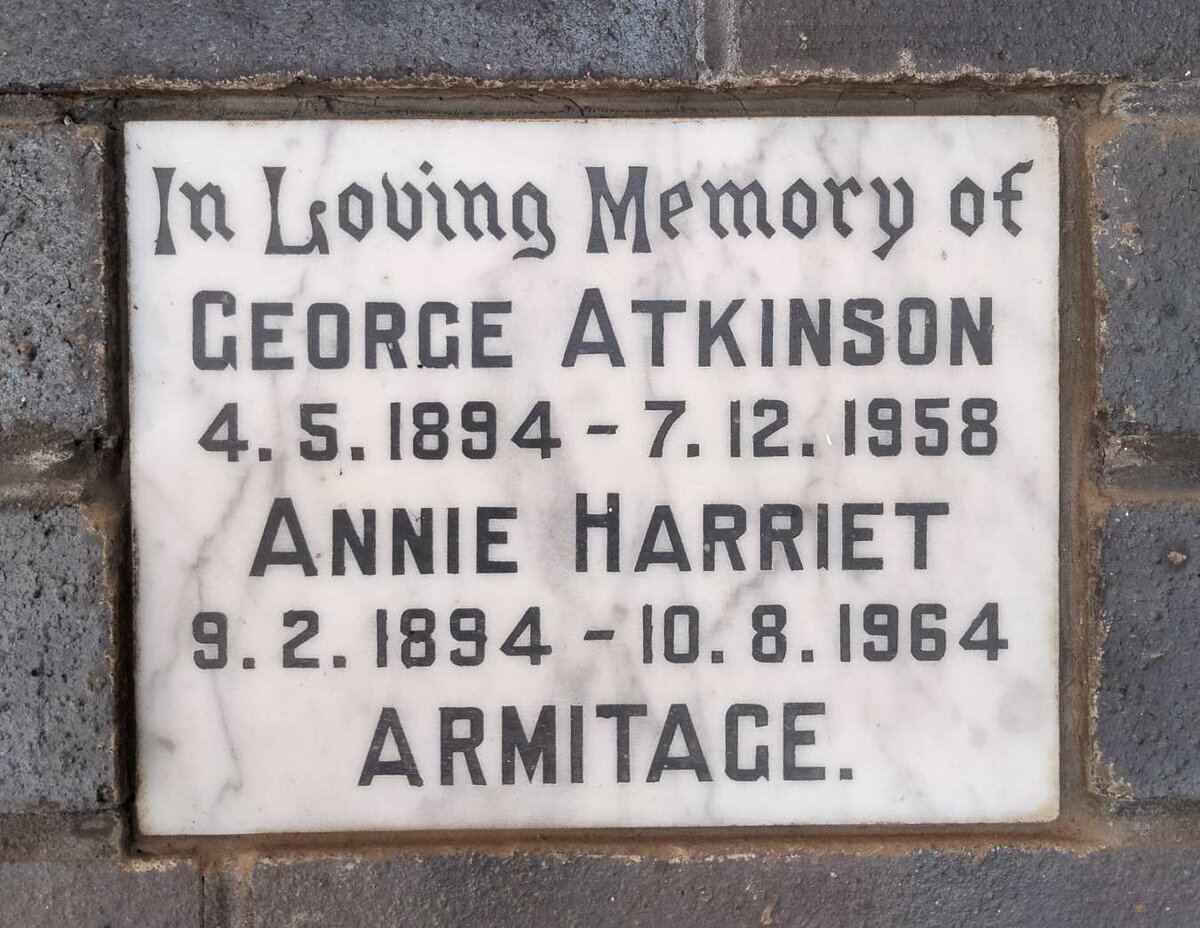 In Loving Memory of
GEORGE ATKINSON
4.5.1894 - 7.12.1958
ANNIE HARRIET
9.2.1894 - 10.8.1964
ARMITAGE.